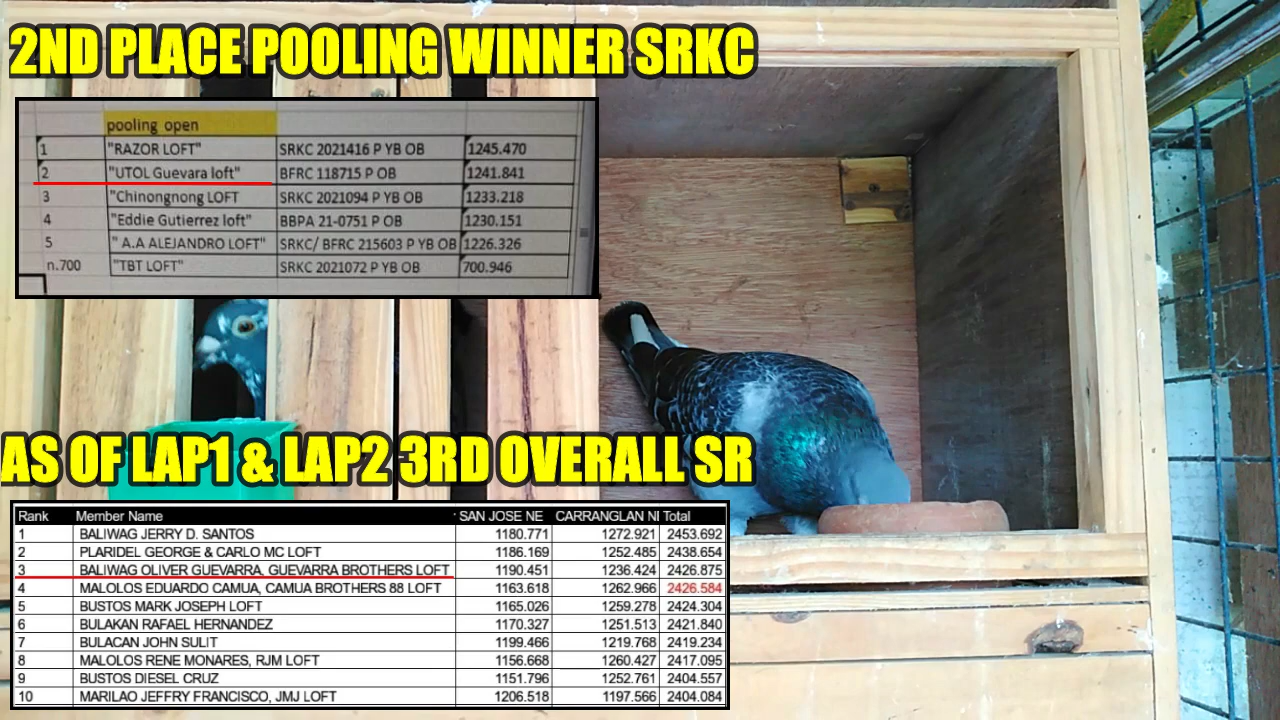 2ND PLACE POOLING WINNER SRKC
pooling open
1 "RAZOR LOFT" SRKC 2021416 P YB OB 1245.470
2 "UTOL Guevara loft" BFRC 118715 P OB 1241.841
3 "Chinongnong LOFT SRKC 2021094 P YB OB 1233.218
4 "Eddie Gutierrez loft" BBPA 21-0751 P OB 1230.151
5 " A.A ALEJANDRO LOFT" SRKC/ BFRC 215603 P YB OB 1226.326
n.700 "TBT LOFT" SRKC 2021072 P YB OB 700.946
AS OF LAP1 & LAP2 3RD OVERALL SR
Rank Member Name SAN JOSE NE CARRANGLAN NI Total
1 BALIWAG JERRY D. SANTOS 1180.771 1272.921 2453.692
2 PLARIDEL GEORGE & CARLO MC LOFT 1186.169 1252.485 2438.654
3 BALIWAG OLIVER GUEVARRA, GUEVARRA BROTHERS LOFT 1190.451 1236.424 2426.875
4 MALOLOS EDUARDO CAMUA, CAMUA BROTHERS 88 LOFT 1163.618 1262.966 2426.584
5 BUSTOS MARK JOSEPH LOFT 1165.026 1259.278 2424.304
6 BULAKAN RAFAEL HERNANDEZ 1170.327 1251.513 2421.840
7 BULACAN JOHN SULIT 1199.466 1219.768 2419.234
8 MALOLOS RENE MONARES, RJM LOFT 1156.668 1260.427 2417.095
9 BUSTOS DIESEL CRUZ 1151.796 1252.761 2404.557
10 MARILAO JEFFRY FRANCISCO, JMJ LOFT 1206.518 1197.566 2404.084